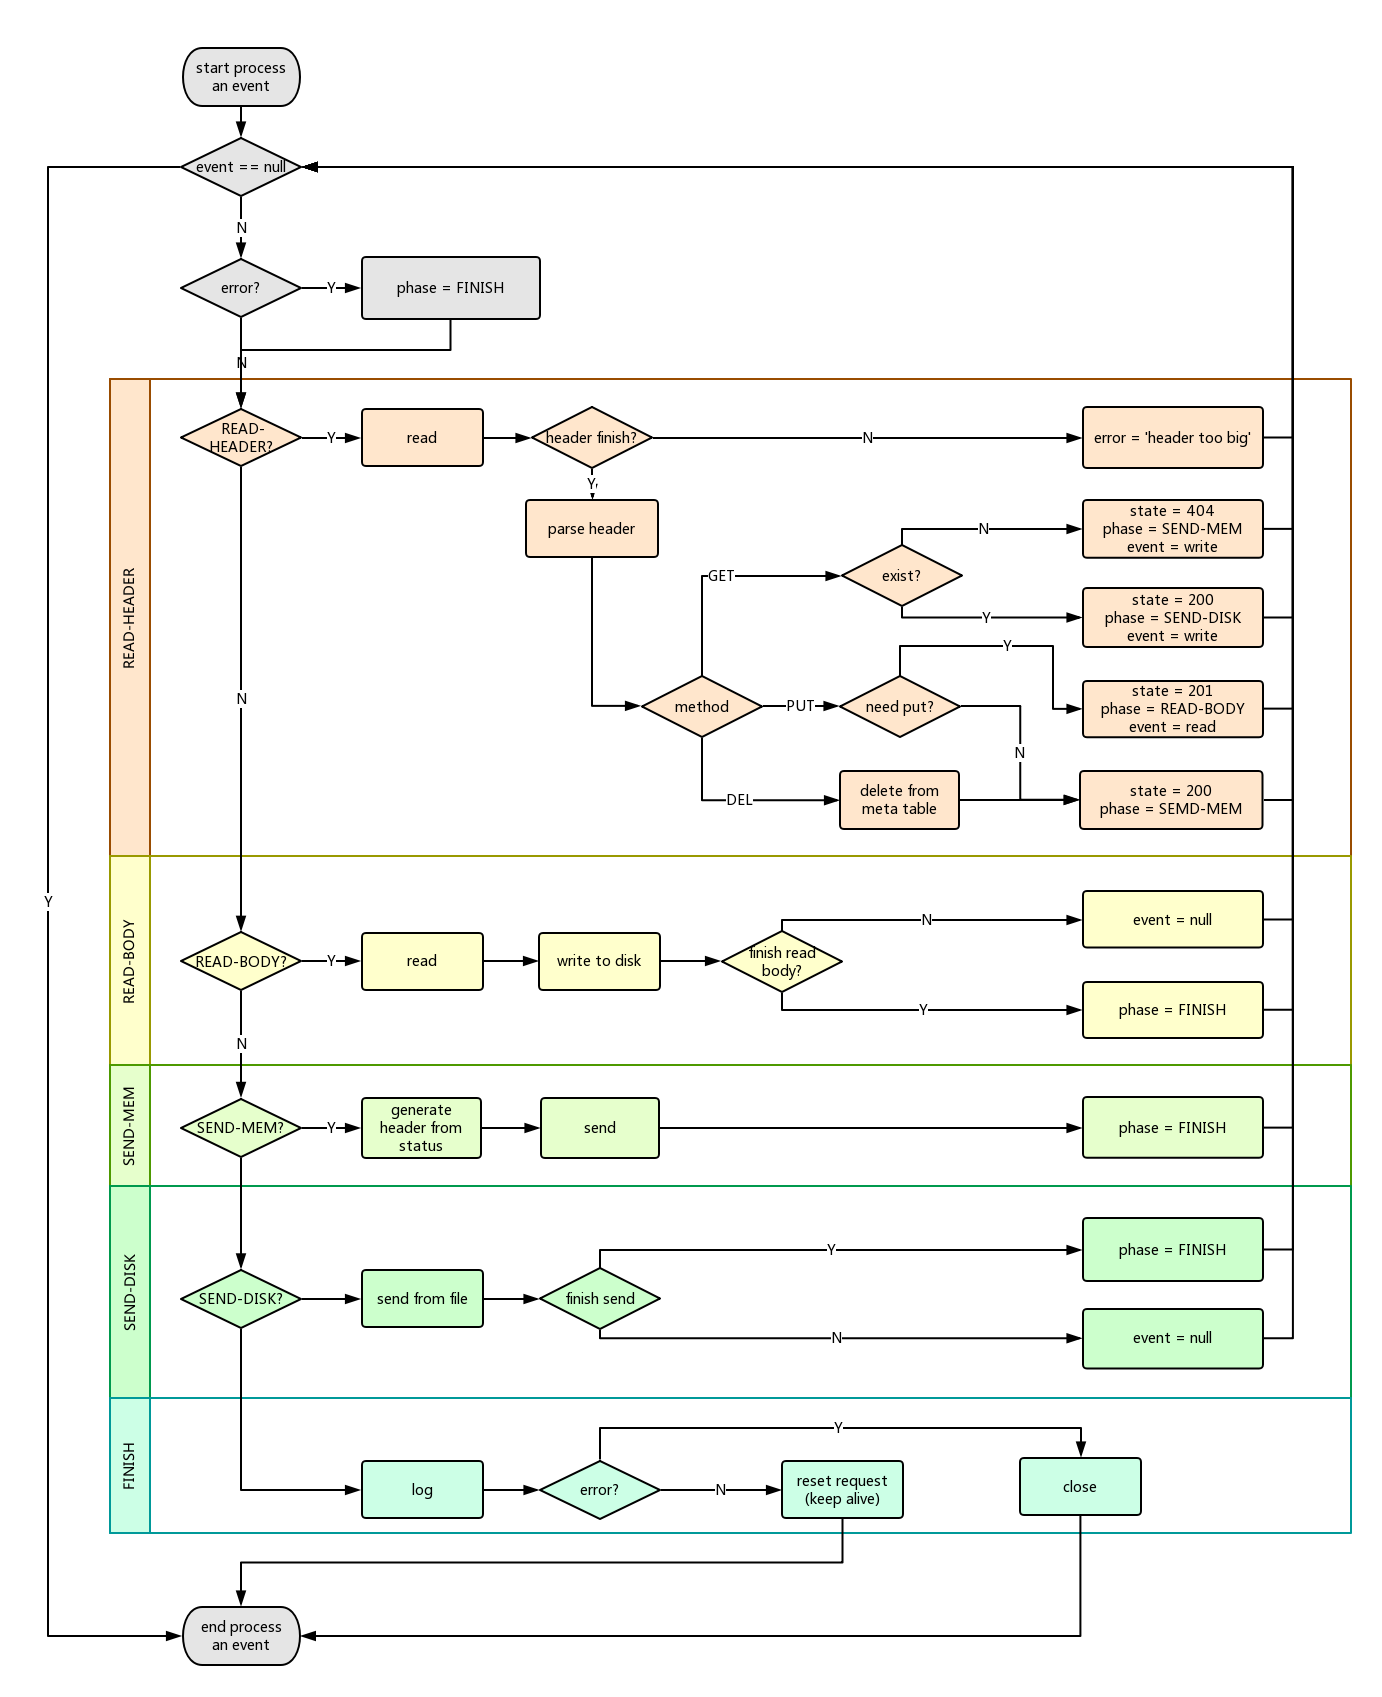 start process
an event
event == null
N
error?
Y
phase = FINISH
N
READ-HEADER
READ-
HEADER?
Y
read
header finish?
N
error = 'header too big'
Y
parse header
N
state = 404
phase = SEND-MEM
event = write
GET
exist?
Y
state = 200
phase = SEND-DISK
event = write
Y
N
method
PUT
need put?
state = 201
phase = READ-BODY
event = read
N
DEL
delete from
meta table
state = 200
phase = SEMD-MEM
Y
READ-BODY
N
event = null
READ-BODY?
Y
read
write to disk
finish read
body?
Y
phase = FINISH
N
SEND-MEM
SEND-MEM?
Y
generate
header from
status
send
phase = FINISH
SEND-DISK
Y
phase = FINISH
SEND-DISK?
send from file
finish send
N
event = null
FINISH
Y
log
error?
N
reset request
(keep alive)
close
end process
an event